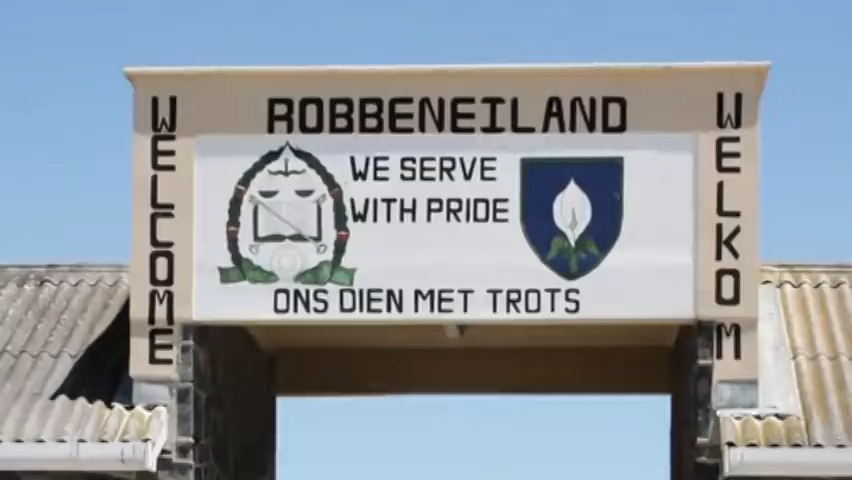 ROBBENEILAND
WELCOME
WE SERVE
WITH PRIDE
ONS DIEN MET TROTS
WELKOM